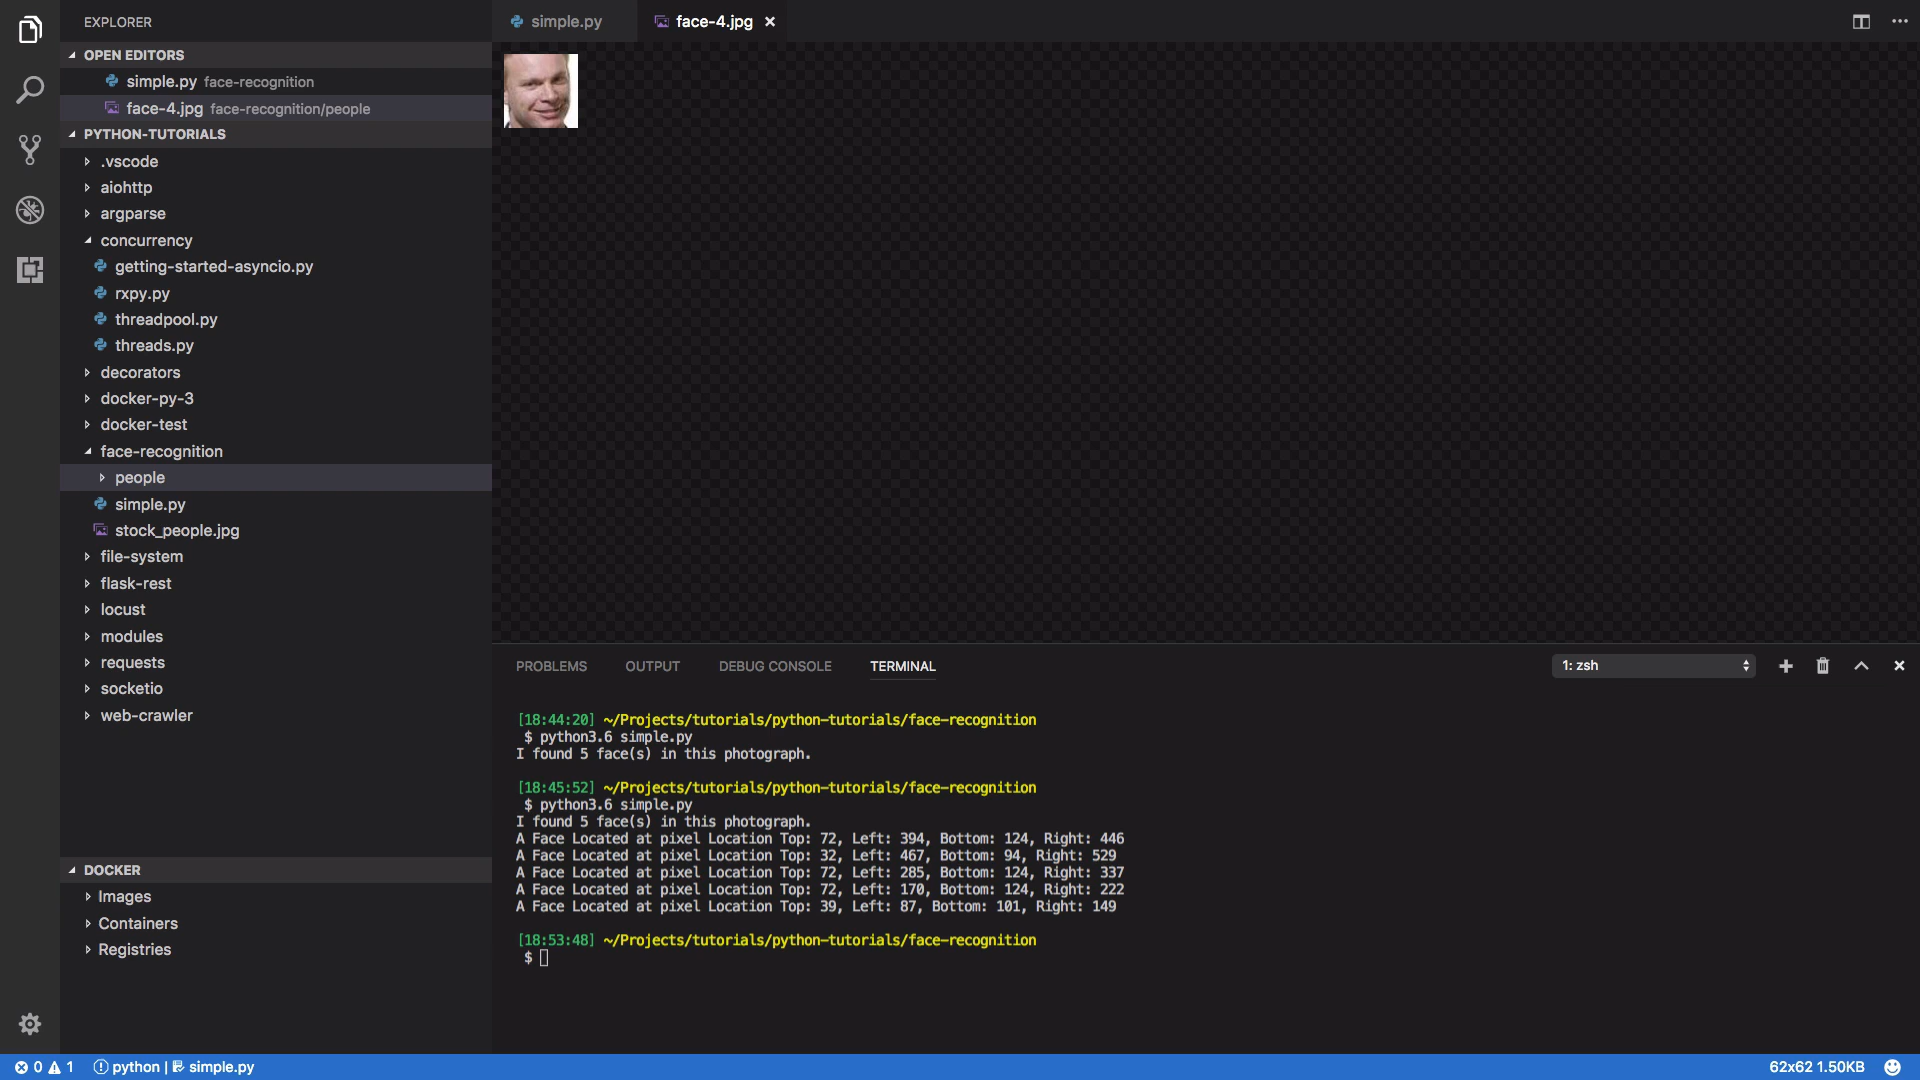 EXPLORER
OPEN EDITORS
simple.py face-recognition
face-4.jpg face-recognition/people
PYTHON-TUTORIALS
.vscode
aiohttp
argparse
concurrency
getting-started-asyncio.py
rxpy.py
threadpool.py
threads.py
decorators
docker-py-3
docker-test
face-recognition
people
simple.py
stock_people.jpg
file-system
flask-rest
locust
modules
requests
socketio
web-crawler
DOCKER
Images
Containers
Registries
simple.py face-4.jpg
PROBLEMS OUTPUT DEBUG CONSOLE TERMINAL 1: zsh
[18:44:20] ~/Projects/tutorials/python-tutorials/face-recognition
$ python3.6 simple.py
I found 5 face(s) in this photograph.
[18:45:52] ~/Projects/tutorials/python-tutorials/face-recognition
$ python3.6 simple.py
I found 5 face(s) in this photograph.
A Face Located at pixel Location Top: 72, Left: 394, Bottom: 124, Right: 446
A Face Located at pixel Location Top: 32, Left: 467, Bottom: 94, Right: 529
A Face Located at pixel Location Top: 72, Left: 285, Bottom: 124, Right: 337
A Face Located at pixel Location Top: 72, Left: 170, Bottom: 124, Right: 222
A Face Located at pixel Location Top: 39, Left: 87, Bottom: 101, Right: 149
[18:53:48] ~/Projects/tutorials/python-tutorials/face-recognition
$
0 1 python | simple.py 62x62 1.50KB